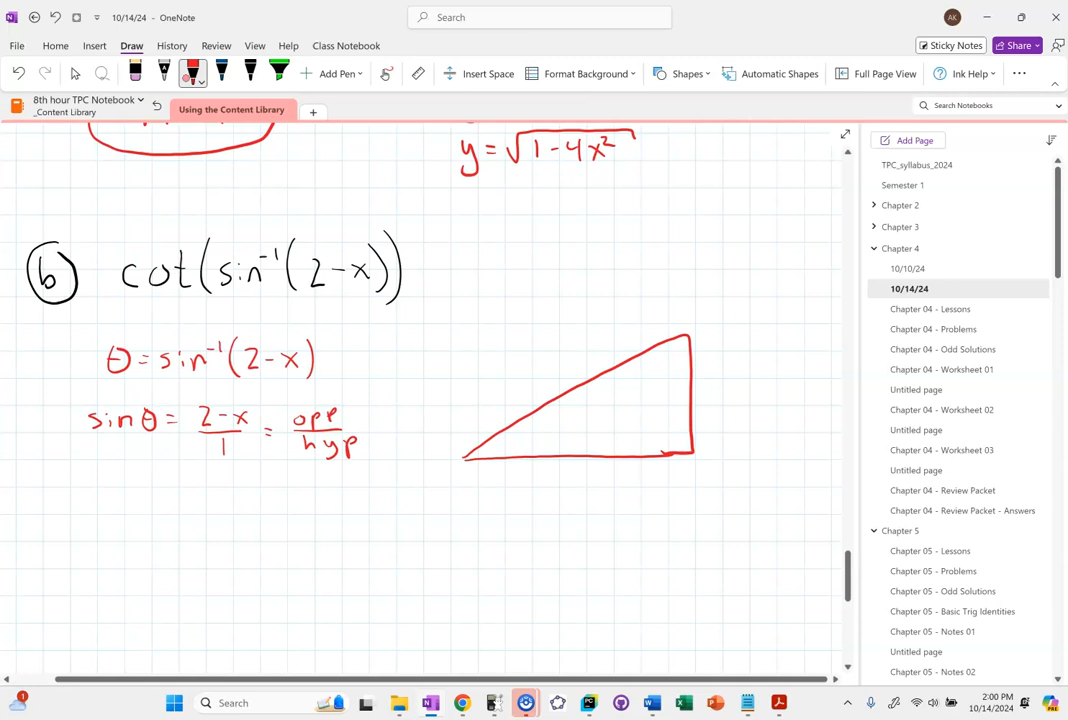 10/14/24 - OneNote
Search
AK
File Home Insert Draw History Review View Help Class Notebook
Sticky Notes Share
Add Pen Insert Space Format Background Shapes Automatic Shapes Full Page View Ink Help
8th hour TPC Notebook
_Content Library
Using the Content Library
+
Search Notebooks
y = √(1 - 4x²)
(b) cot(sin⁻¹(2 - x))
θ = sin⁻¹(2 - x)
sin θ = (2 - x)/1 = opp/hyp
Add Page
TPC_syllabus_2024
Semester 1
Chapter 2
Chapter 3
Chapter 4
10/10/24
10/14/24
Chapter 04 - Lessons
Chapter 04 - Problems
Chapter 04 - Odd Solutions
Chapter 04 - Worksheet 01
Untitled page
Chapter 04 - Worksheet 02
Untitled page
Chapter 04 - Worksheet 03
Untitled page
Chapter 04 - Review Packet
Chapter 04 - Review Packet - Answers
Chapter 5
Chapter 05 - Lessons
Chapter 05 - Problems
Chapter 05 - Odd Solutions
Chapter 05 - Basic Trig Identities
Chapter 05 - Notes 01
Untitled page
Chapter 05 - Notes 02
1
Search
2:00 PM
10/14/2024
PRE